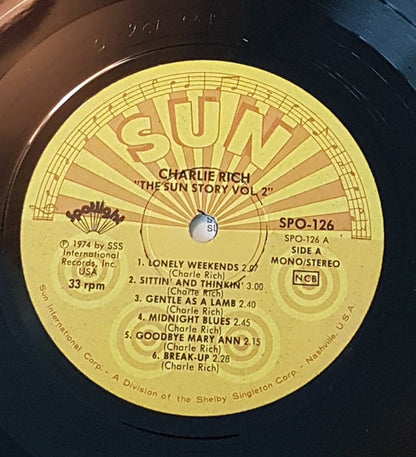 SUN
CHARLIE RICH
"THE SUN STORY VOL. 2"
Spotlight
SPO-126
SPO-126 A
SIDE A
MONO/STEREO
NCB
Ⓟ 1974 by SSS
International
Records, Inc.
USA
33 rpm
1. LONELY WEEKENDS 2.07
(Charlie Rich)
2. SITTIN' AND THINKIN' 3.00
(Charlie Rich)
3. GENTLE AS A LAMB 2.40
(Charlie Rich)
4. MIDNIGHT BLUES 2.45
(Charlie Rich)
5. GOODBYE MARY ANN 2.15
(Charlie Rich)
6. BREAK-UP 2.28
(Charlie Rich)
Sun International Corp. - A Division of the Shelby Singleton Corp. - Nashville, U.S.A.